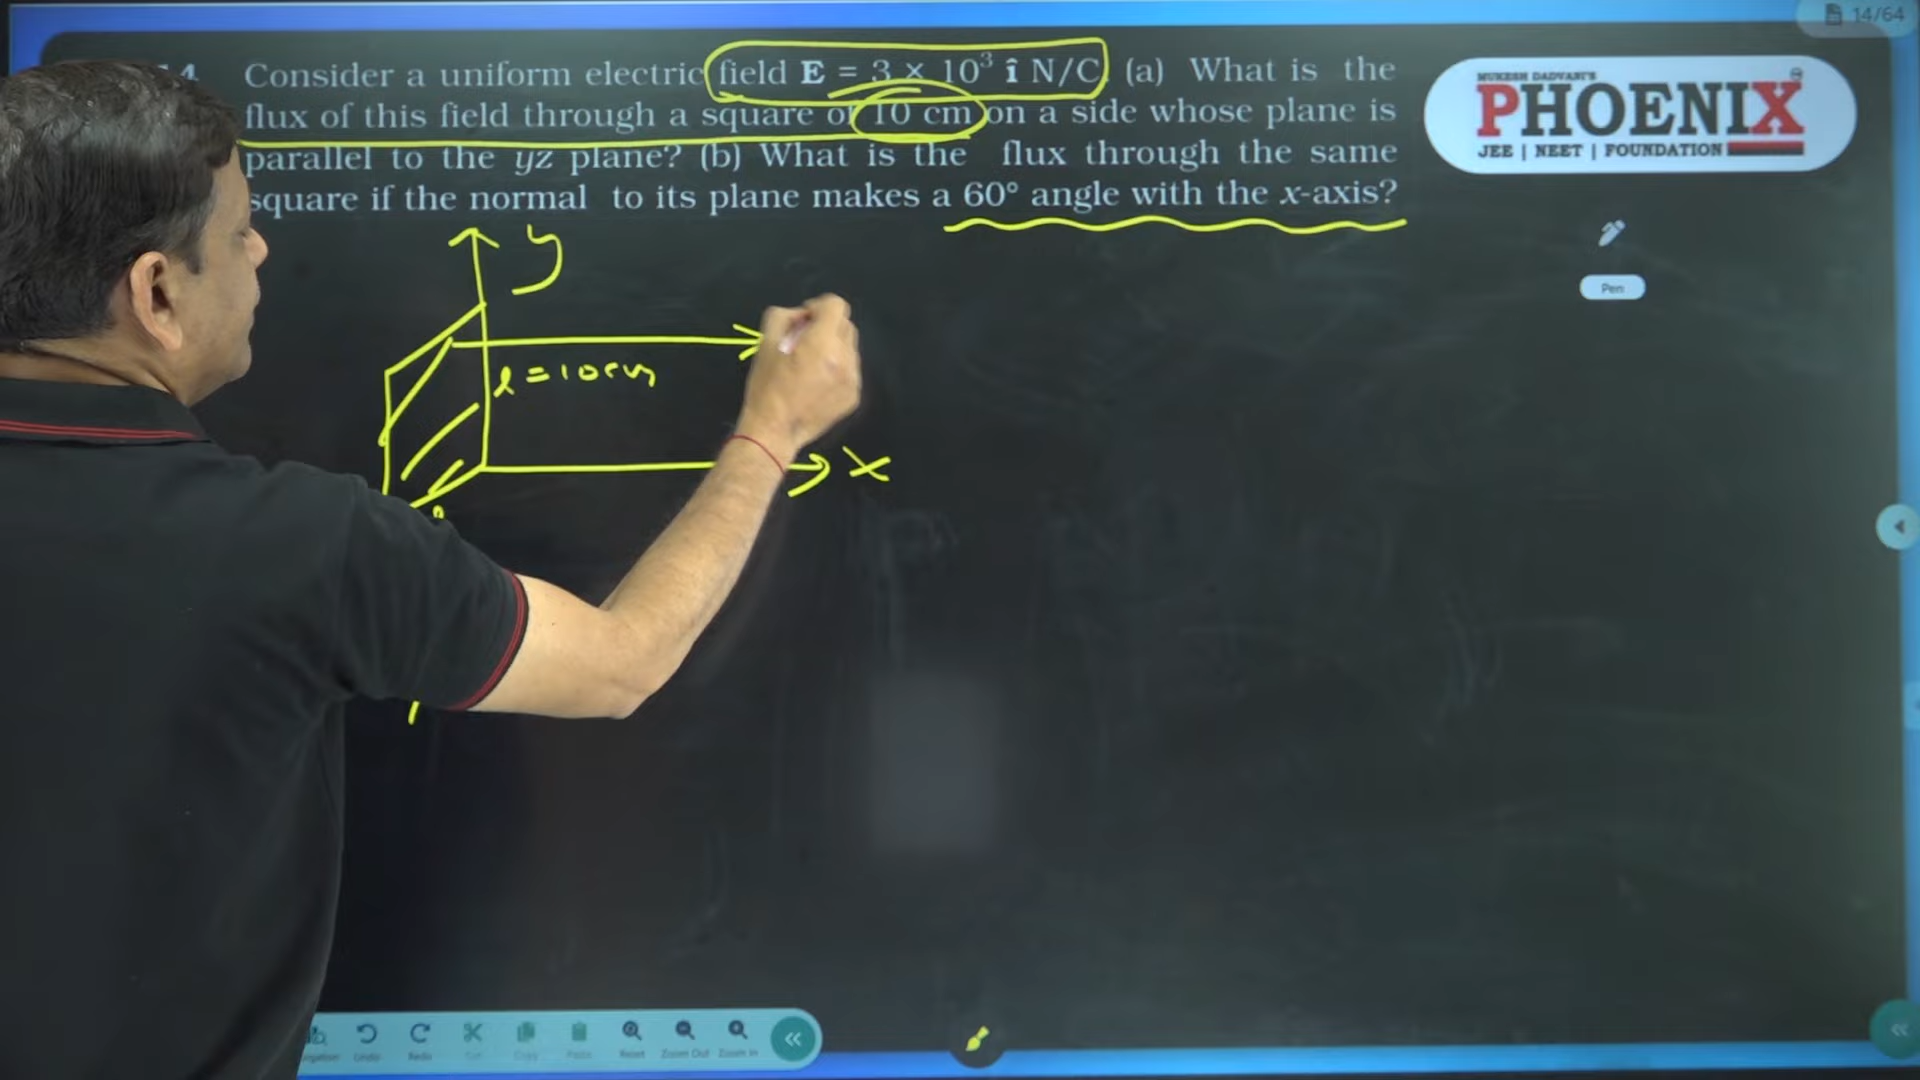 14/64
Consider a uniform electric field E = 3 × 10³ î N/C. (a) What is the
flux of this field through a square of 10 cm on a side whose plane is
parallel to the yz plane? (b) What is the flux through the same
square if the normal to its plane makes a 60° angle with the x-axis?
MUKESH DADVANI'S
PHOENIX
JEE | NEET | FOUNDATION
Pen
y
l = 10 cm
x
Undo Redo Cut Copy Paste Reset Zoom Out Zoom In